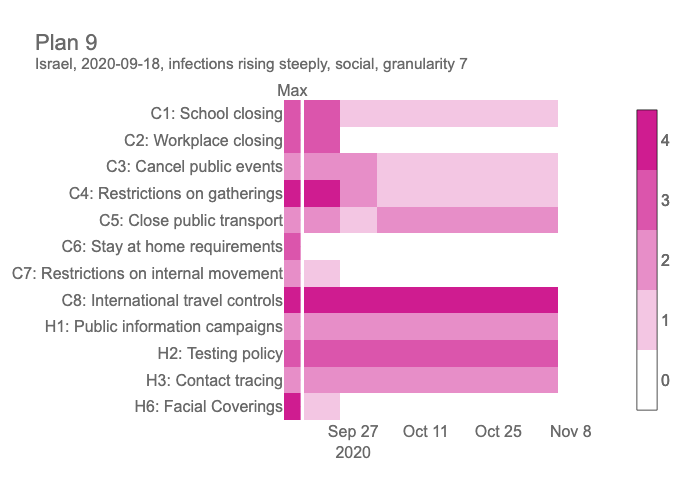 Plan 9
Israel, 2020-09-18, infections rising steeply, social, granularity 7
Max
C1: School closing
C2: Workplace closing
C3: Cancel public events
C4: Restrictions on gatherings
C5: Close public transport
C6: Stay at home requirements
C7: Restrictions on internal movement
C8: International travel controls
H1: Public information campaigns
H2: Testing policy
H3: Contact tracing
H6: Facial Coverings
Sep 27 Oct 11 Oct 25 Nov 8
2020
4
3
2
1
0